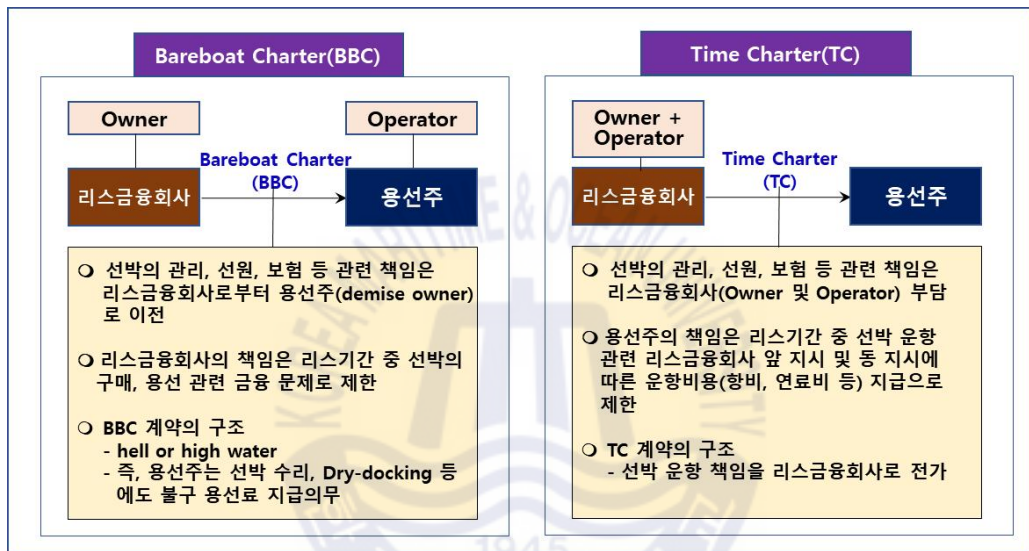 Bareboat Charter(BBC)
Owner
Operator
Bareboat Charter
(BBC)
리스금융회사
용선주
❍ 선박의 관리, 선원, 보험 등 관련 책임은
리스금융회사로부터 용선주(demise owner)
로 이전
❍ 리스금융회사의 책임은 리스기간 중 선박의
구매, 용선 관련 금융 문제로 제한
❍ BBC 계약의 구조
- hell or high water
- 즉, 용선주는 선박 수리, Dry-docking 등
에도 불구 용선료 지급의무
Time Charter(TC)
Owner +
Operator
Time Charter
(TC)
리스금융회사
용선주
❍ 선박의 관리, 선원, 보험 등 관련 책임은
리스금융회사(Owner 및 Operator) 부담
❍ 용선주의 책임은 리스기간 중 선박 운항
관련 리스금융회사 앞 지시 및 동 지시에
따른 운항비용(항비, 연료비 등) 지급으로
제한
❍ TC 계약의 구조
- 선박 운항 책임을 리스금융회사로 전가
KOREA MARITIME & OCEAN UNIVERSITY
1945